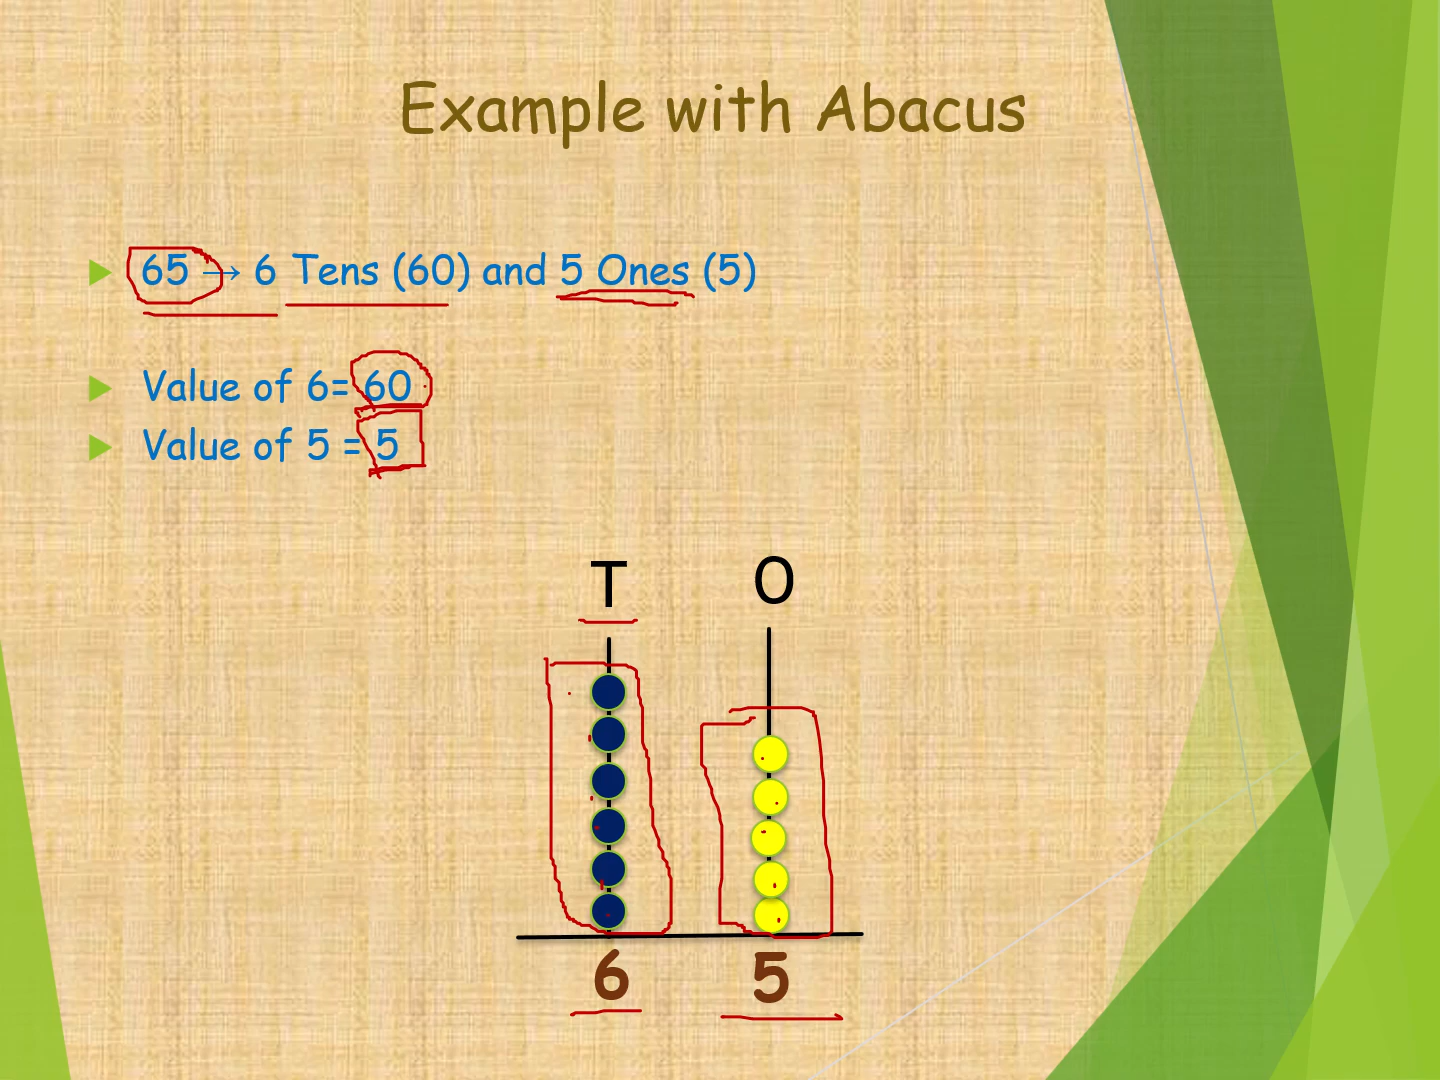 Example with Abacus
65 → 6 Tens (60) and 5 Ones (5)
Value of 6= 60
Value of 5 = 5
T O
6 5